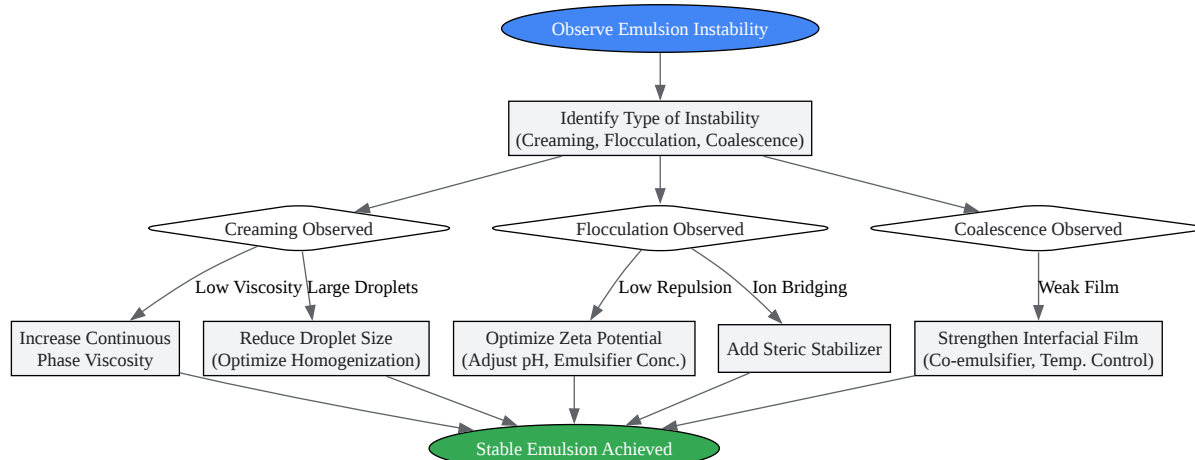 Observe Emulsion Instability
Identify Type of Instability
(Creaming, Flocculation, Coalescence)
Creaming Observed
Flocculation Observed
Coalescence Observed
Low Viscosity
Large Droplets
Low Repulsion
Ion Bridging
Weak Film
Increase Continuous
Phase Viscosity
Reduce Droplet Size
(Optimize Homogenization)
Optimize Zeta Potential
(Adjust pH, Emulsifier Conc.)
Add Steric Stabilizer
Strengthen Interfacial Film
(Co-emulsifier, Temp. Control)
Stable Emulsion Achieved